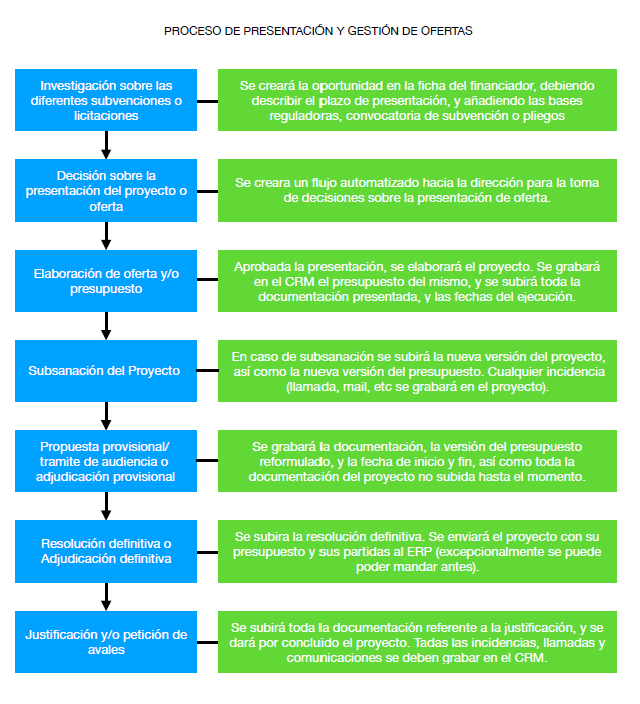 PROCESO DE PRESENTACIÓN Y GESTIÓN DE OFERTAS
Investigación sobre las
diferentes subvenciones o
licitaciones
Se creará la oportunidad en la ficha del financiador, debiendo
describir el plazo de presentación, y añadiendo las bases
reguladoras, convocatoria de subvención o pliegos
Decisión sobre la
presentación del proyecto o
oferta
Se creara un flujo automatizado hacia la dirección para la toma
de decisiones sobre la presentación de oferta.
Elaboración de oferta y/o
presupuesto
Aprobada la presentación, se elaborará el proyecto. Se grabará
en el CRM el presupuesto del mismo, y se subirá toda la
documentación presentada, y las fechas del ejecución.
Subsanación del Proyecto
En caso de subsanación se subirá la nueva versión del proyecto,
así como la nueva versión del presupuesto. Cualquier incidencia
(llamada, mail, etc se grabará en el proyecto).
Propuesta provisional/
tramite de audiencia o
adjudicación provisional
Se grabará la documentación, la versión del presupuesto
reformulado, y la fecha de inicio y fin, así como toda la
documentación del proyecto no subida hasta el momento.
Resolución definitiva o
Adjudicación definitiva
Se subira la resolución definitiva. Se enviará el proyecto con su
presupuesto y sus partidas al ERP (excepcionalmente se puede
poder mandar antes).
Justificación y/o petición de
avales
Se subirá toda la documentación referente a la justificación, y se
dará por concluido el proyecto. Tadas las incidencias, llamadas y
comunicaciones se deben grabar en el CRM.